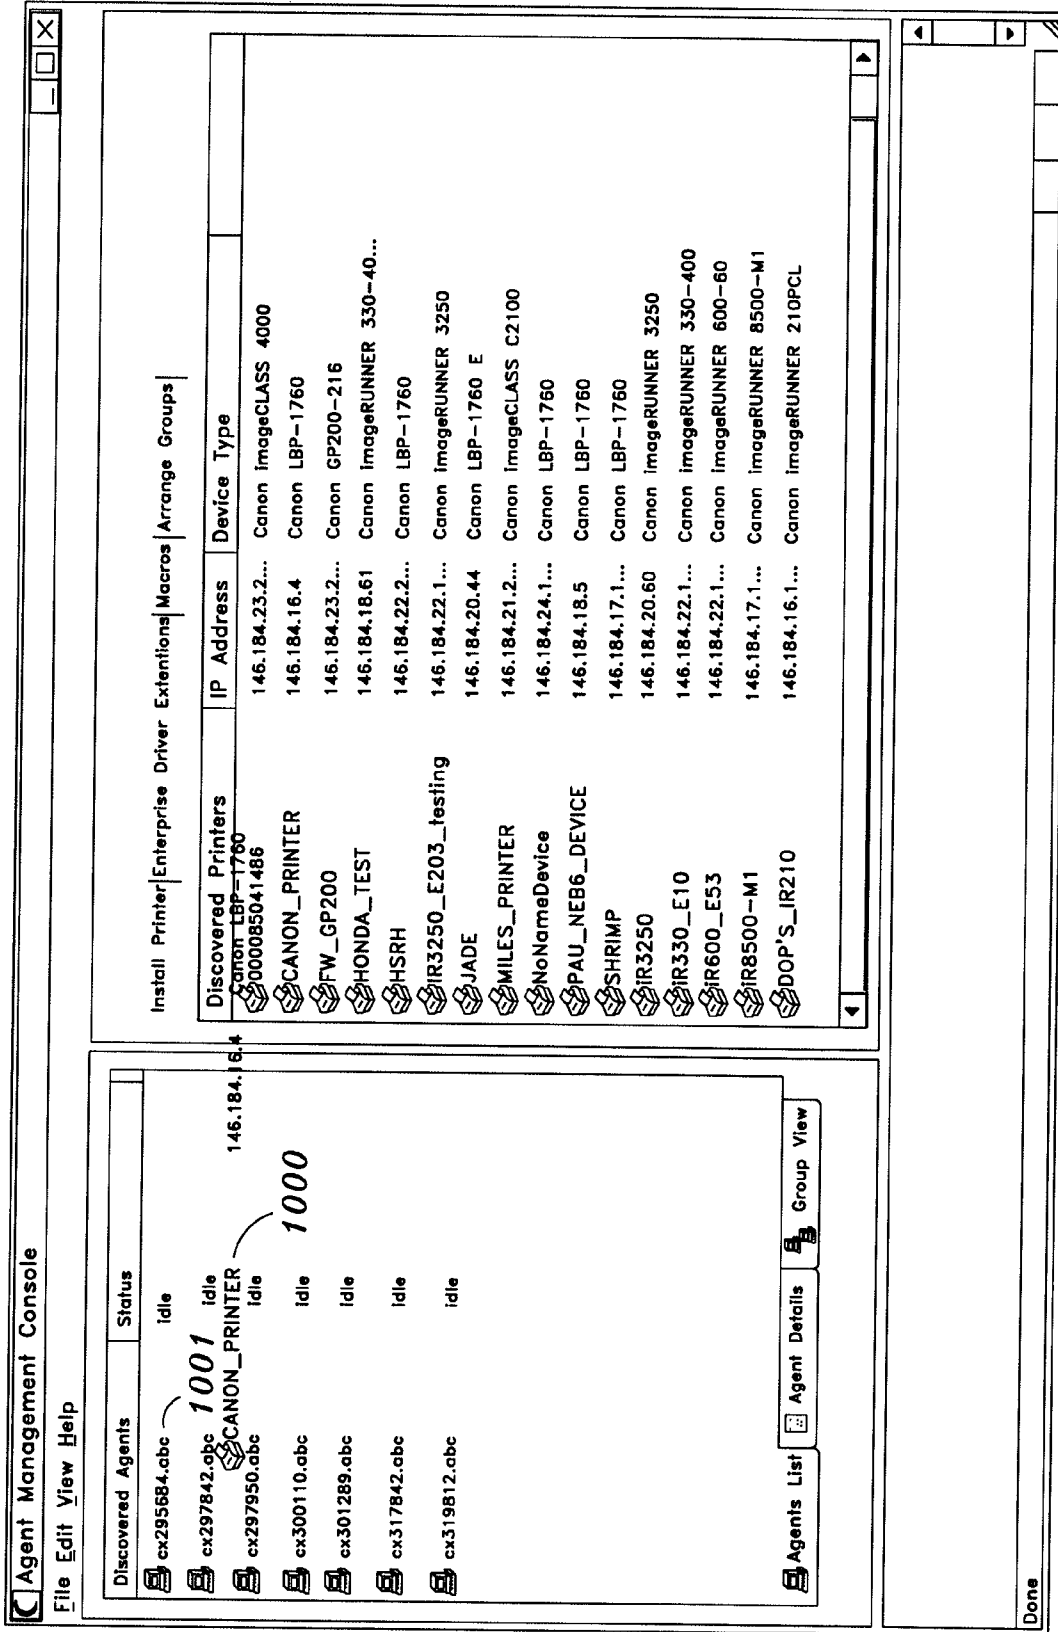 Agent Management Console
File Edit View Help
Discovered Agents Status
cx295684.abc idle
1001
cx297842.abc idle
CANON_PRINTER 146.184.16.4 Canon LBP-1760
cx297950.abc idle
1000
cx300110.abc idle
cx301289.abc idle
cx317842.abc idle
cx319812.abc idle
Agents List Agent Details Group View
Install Printer Enterprise Driver Extentions Macros Arrange Groups
Discovered Printers IP Address Device Type
000085041486 146.184.23.2... Canon imageCLASS 4000
CANON_PRINTER 146.184.16.4 Canon LBP-1760
FW_GP200 146.184.23.2... Canon GP200-216
HONDA_TEST 146.184.18.61 Canon imageRUNNER 330-40...
HSRH 146.184.22.2... Canon LBP-1760
IR3250_E203_testing 146.184.22.1... Canon imageRUNNER 3250
JADE 146.184.20.44 Canon LBP-1760 E
MILES_PRINTER 146.184.21.2... Canon imageCLASS C2100
NoNameDevice 146.184.24.1... Canon LBP-1760
PAU_NEB6_DEVICE 146.184.18.5 Canon LBP-1760
SHRIMP 146.184.17.1... Canon LBP-1760
iR3250 146.184.20.60 Canon imageRUNNER 3250
iR330_E10 146.184.22.1... Canon imageRUNNER 330-400
iR600_E53 146.184.22.1... Canon imageRUNNER 600-60
iR8500-M1 146.184.17.1... Canon imageRUNNER 8500-M1
DOP'S_IR210 146.184.16.1... Canon imageRUNNER 210PCL
Done